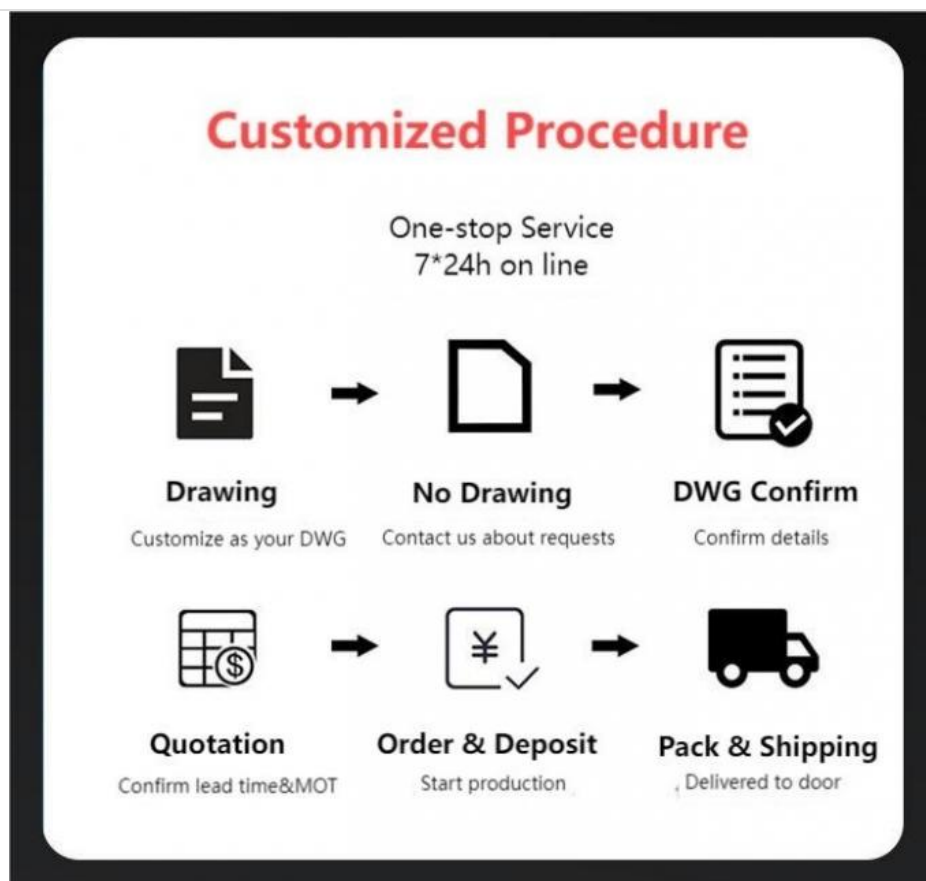 Customized Procedure
One-stop Service
7*24h on line
Drawing
No Drawing
DWG Confirm
Customize as your DWG
Contact us about requests
Confirm details
$
¥
Quotation
Order & Deposit
Pack & Shipping
Confirm lead time&MOT
Start production
Delivered to door